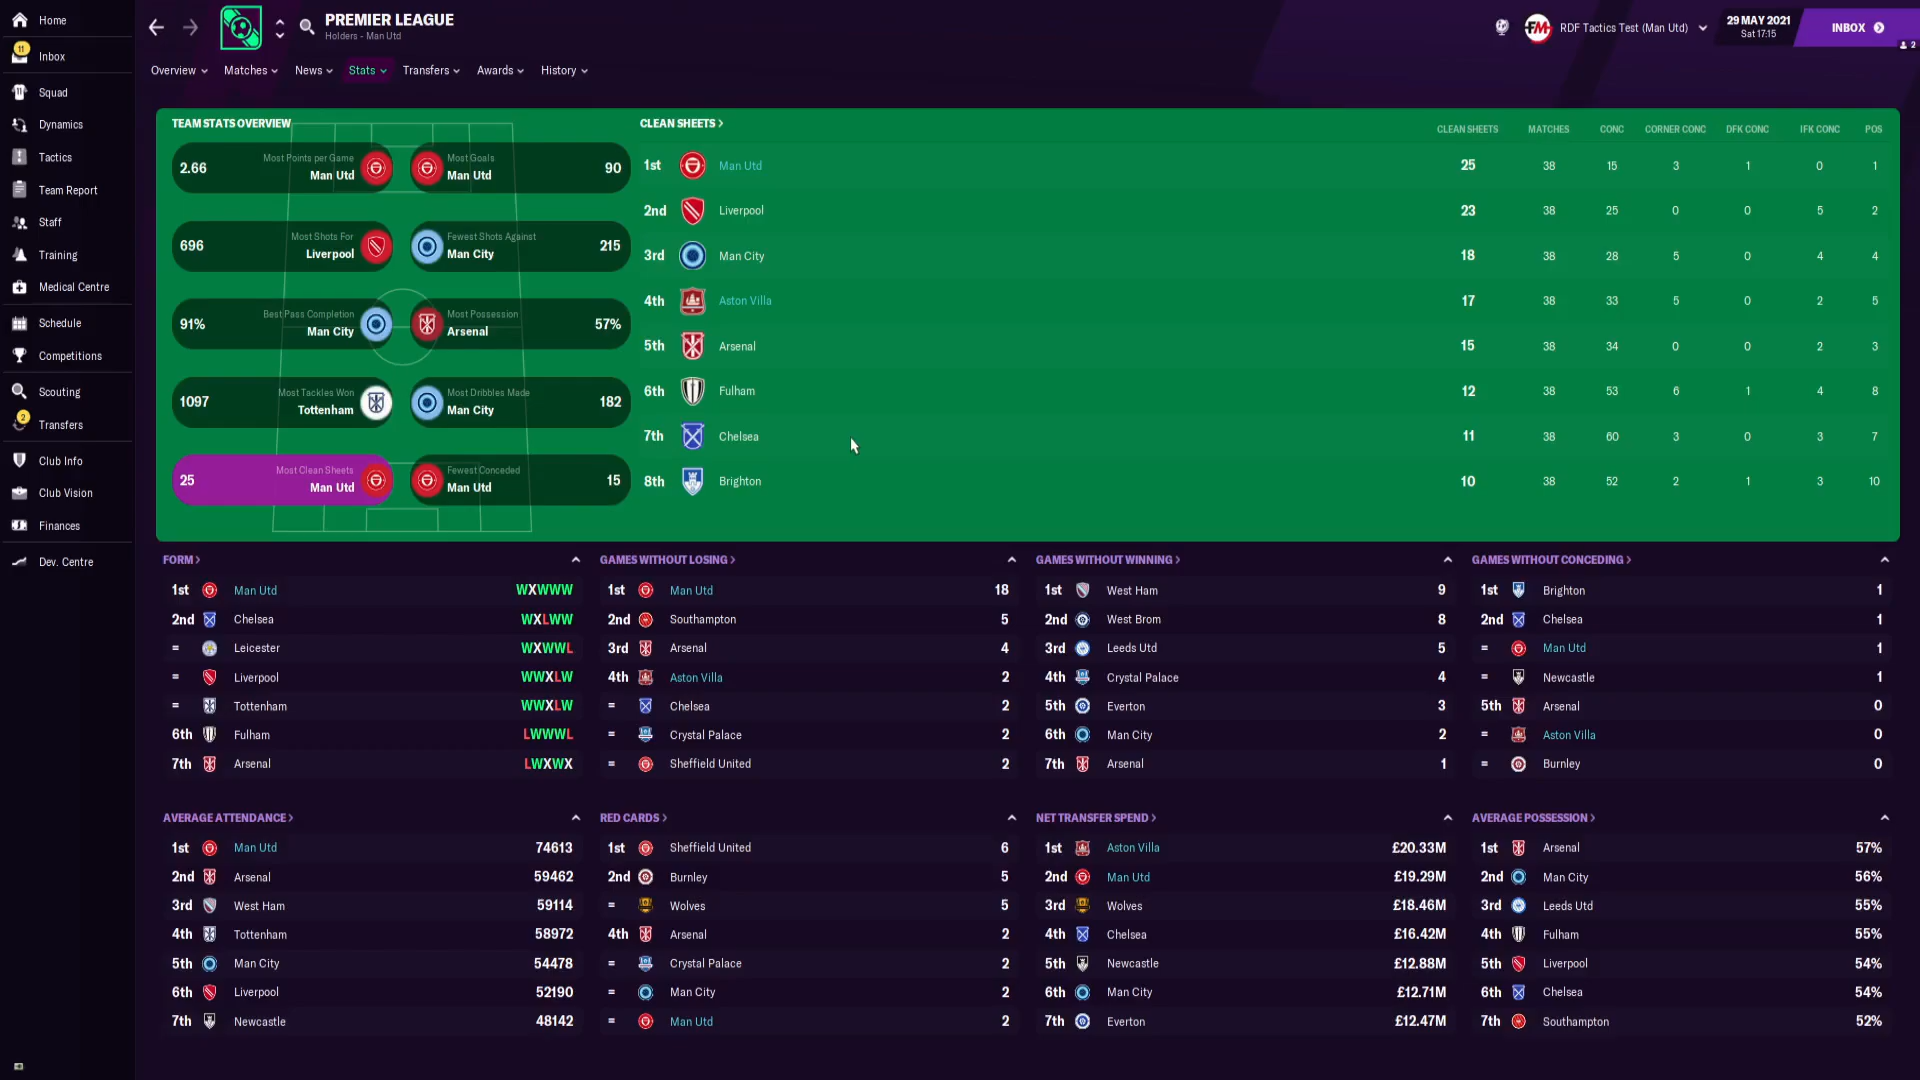 Home
11
Inbox
Squad
Dynamics
Tactics
Team Report
Staff
Training
Medical Centre
Schedule
Competitions
Scouting
2
Transfers
Club Info
Club Vision
Finances
Dev. Centre
PREMIER LEAGUE
Holders - Man Utd
FM
RDF Tactics Test (Man Utd)
29 MAY 2021
Sat 17:15
INBOX
2
Overview Matches News Stats Transfers Awards History
TEAM STATS OVERVIEW
2.66 Most Points per Game Man Utd
Most Goals Man Utd 90
696 Most Shots For Liverpool
Fewest Shots Against Man City 215
91% Best Pass Completion Man City
Most Possession Arsenal 57%
1097 Most Tackles Won Tottenham
Most Dribbles Made Man City 182
25 Most Clean Sheets Man Utd
Fewest Conceded Man Utd 15
CLEAN SHEETS > CLEAN SHEETS MATCHES CONC CORNER CONC DFK CONC IFK CONC POS
1st Man Utd 25 38 15 3 1 0 1
2nd Liverpool 23 38 25 0 0 5 2
3rd Man City 18 38 28 5 0 4 4
4th Aston Villa 17 38 33 5 0 2 5
5th Arsenal 15 38 34 0 0 2 3
6th Fulham 12 38 53 6 1 4 8
7th Chelsea 11 38 60 3 0 3 7
8th Brighton 10 38 52 2 1 3 10
FORM >
1st Man Utd WXWWW
2nd Chelsea WXLWW
= Leicester WXWWL
= Liverpool WWXLW
= Tottenham WWXLW
6th Fulham LWWWL
7th Arsenal LWXWX
GAMES WITHOUT LOSING >
1st Man Utd 18
2nd Southampton 5
3rd Arsenal 4
4th Aston Villa 2
= Chelsea 2
= Crystal Palace 2
= Sheffield United 2
GAMES WITHOUT WINNING >
1st West Ham 9
2nd West Brom 8
3rd Leeds Utd 5
4th Crystal Palace 4
5th Everton 3
6th Man City 2
7th Arsenal 1
GAMES WITHOUT CONCEDING >
1st Brighton 1
2nd Chelsea 1
= Man Utd 1
= Newcastle 1
5th Arsenal 0
= Aston Villa 0
= Burnley 0
AVERAGE ATTENDANCE >
1st Man Utd 74613
2nd Arsenal 59462
3rd West Ham 59114
4th Tottenham 58972
5th Man City 54478
6th Liverpool 52190
7th Newcastle 48142
RED CARDS >
1st Sheffield United 6
2nd Burnley 5
= Wolves 5
4th Arsenal 2
= Crystal Palace 2
= Man City 2
= Man Utd 2
NET TRANSFER SPEND >
1st Aston Villa £20.33M
2nd Man Utd £19.29M
3rd Wolves £18.46M
4th Chelsea £16.42M
5th Newcastle £12.88M
6th Man City £12.71M
7th Everton £12.47M
AVERAGE POSSESSION >
1st Arsenal 57%
2nd Man City 56%
3rd Leeds Utd 55%
4th Fulham 55%
5th Liverpool 54%
6th Chelsea 54%
7th Southampton 52%